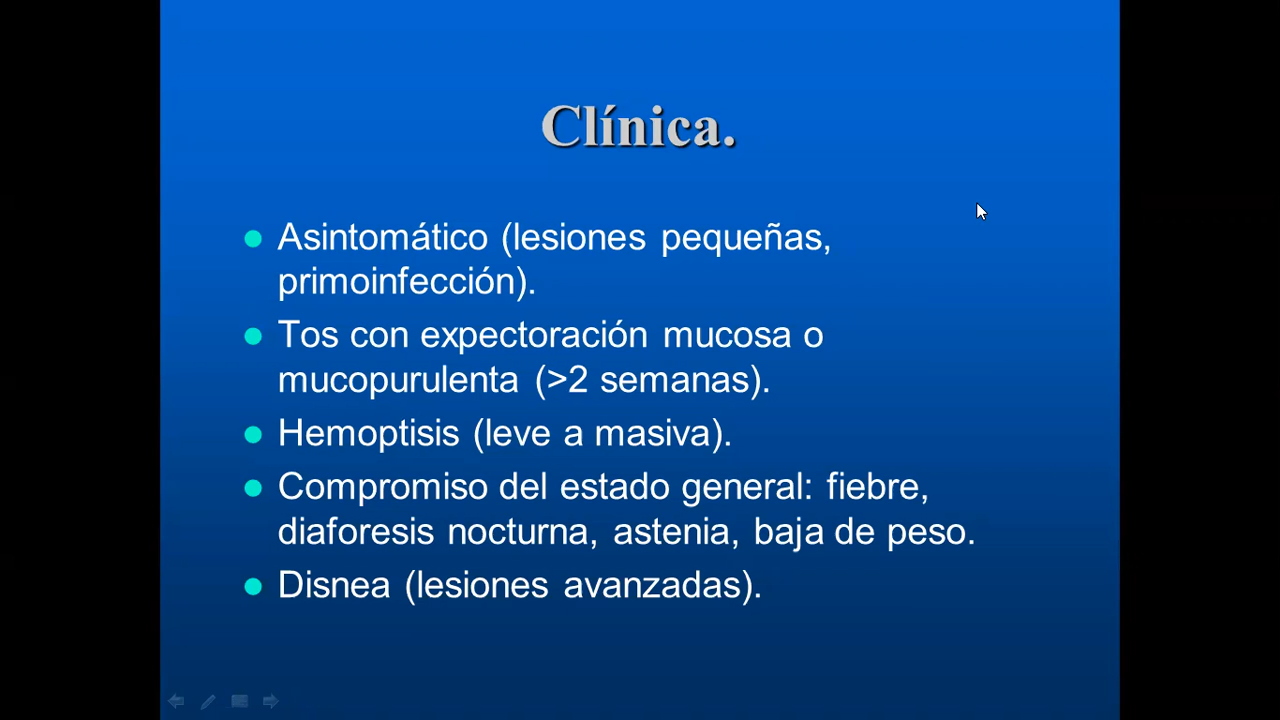 Clínica.
Asintomático (lesiones pequeñas,
primoinfección).
Tos con expectoración mucosa o
mucopurulenta (>2 semanas).
Hemoptisis (leve a masiva).
Compromiso del estado general: fiebre,
diaforesis nocturna, astenia, baja de peso.
Disnea (lesiones avanzadas).